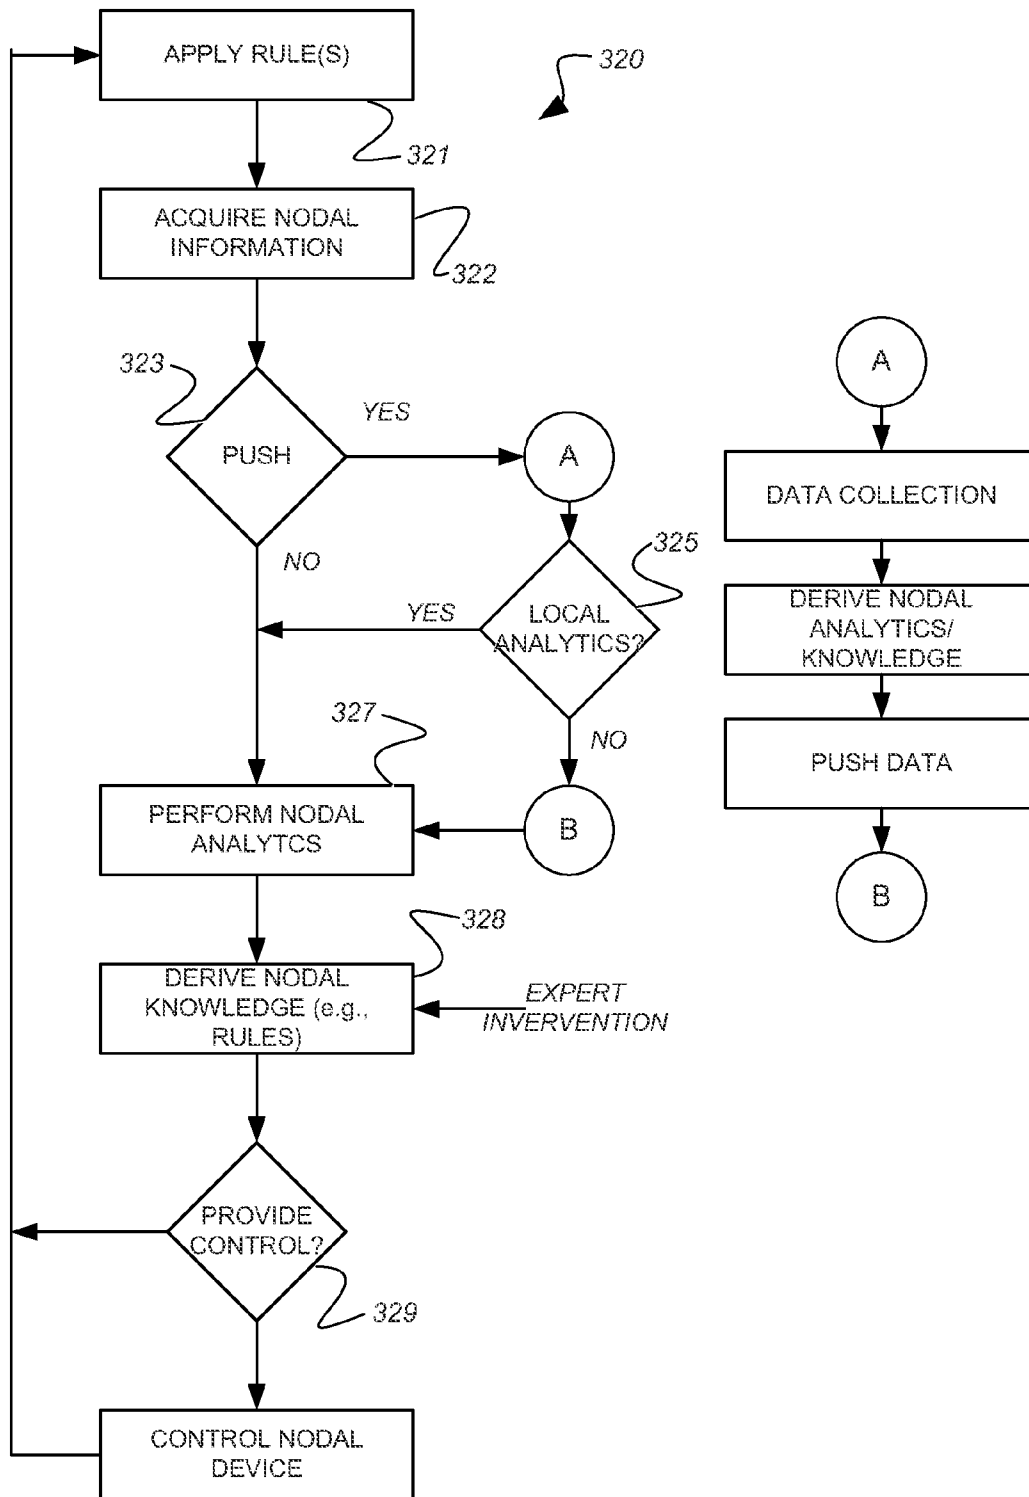 APPLY RULE(S)
320
321
ACQUIRE NODAL
INFORMATION
322
323
PUSH
YES
A
NO
325
LOCAL
ANALYTICS?
YES
NO
327
PERFORM NODAL
ANALYTCS
B
328
DERIVE NODAL
KNOWLEDGE (e.g.,
RULES)
EXPERT
INVERVENTION
PROVIDE
CONTROL?
329
CONTROL NODAL
DEVICE
A
DATA COLLECTION
DERIVE NODAL
ANALYTICS/
KNOWLEDGE
PUSH DATA
B